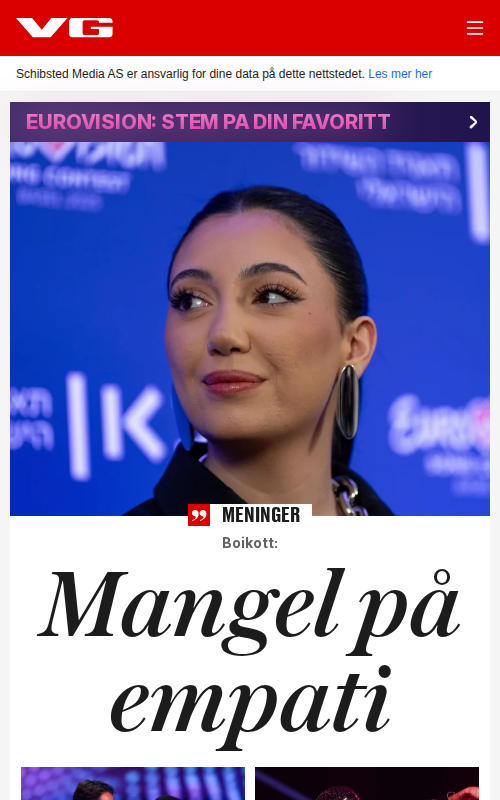 VG
Schibsted Media AS er ansvarlig for dine data på dette nettstedet. Les mer her
EUROVISION: STEM PA DIN FAVORITT
MENINGER
Boikott:
Mangel på
empati